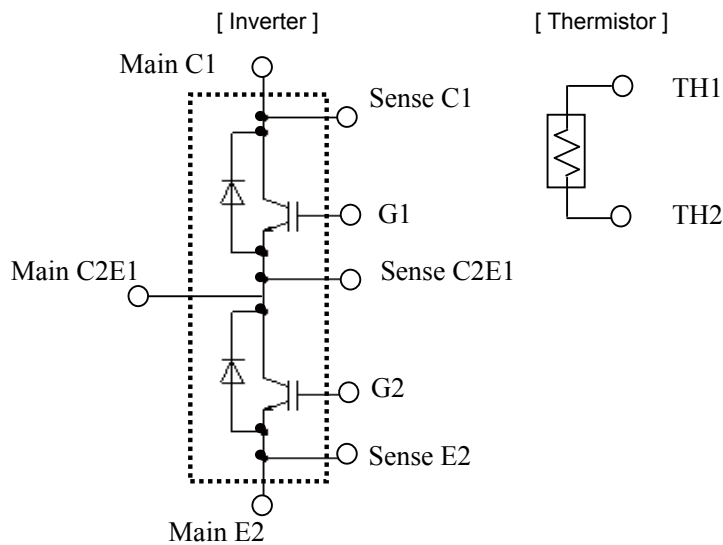 [ Inverter ]
[ Thermistor ]
Main C1
Sense C1
TH1
G1
TH2
Main C2E1
Sense C2E1
G2
Sense E2
Main E2